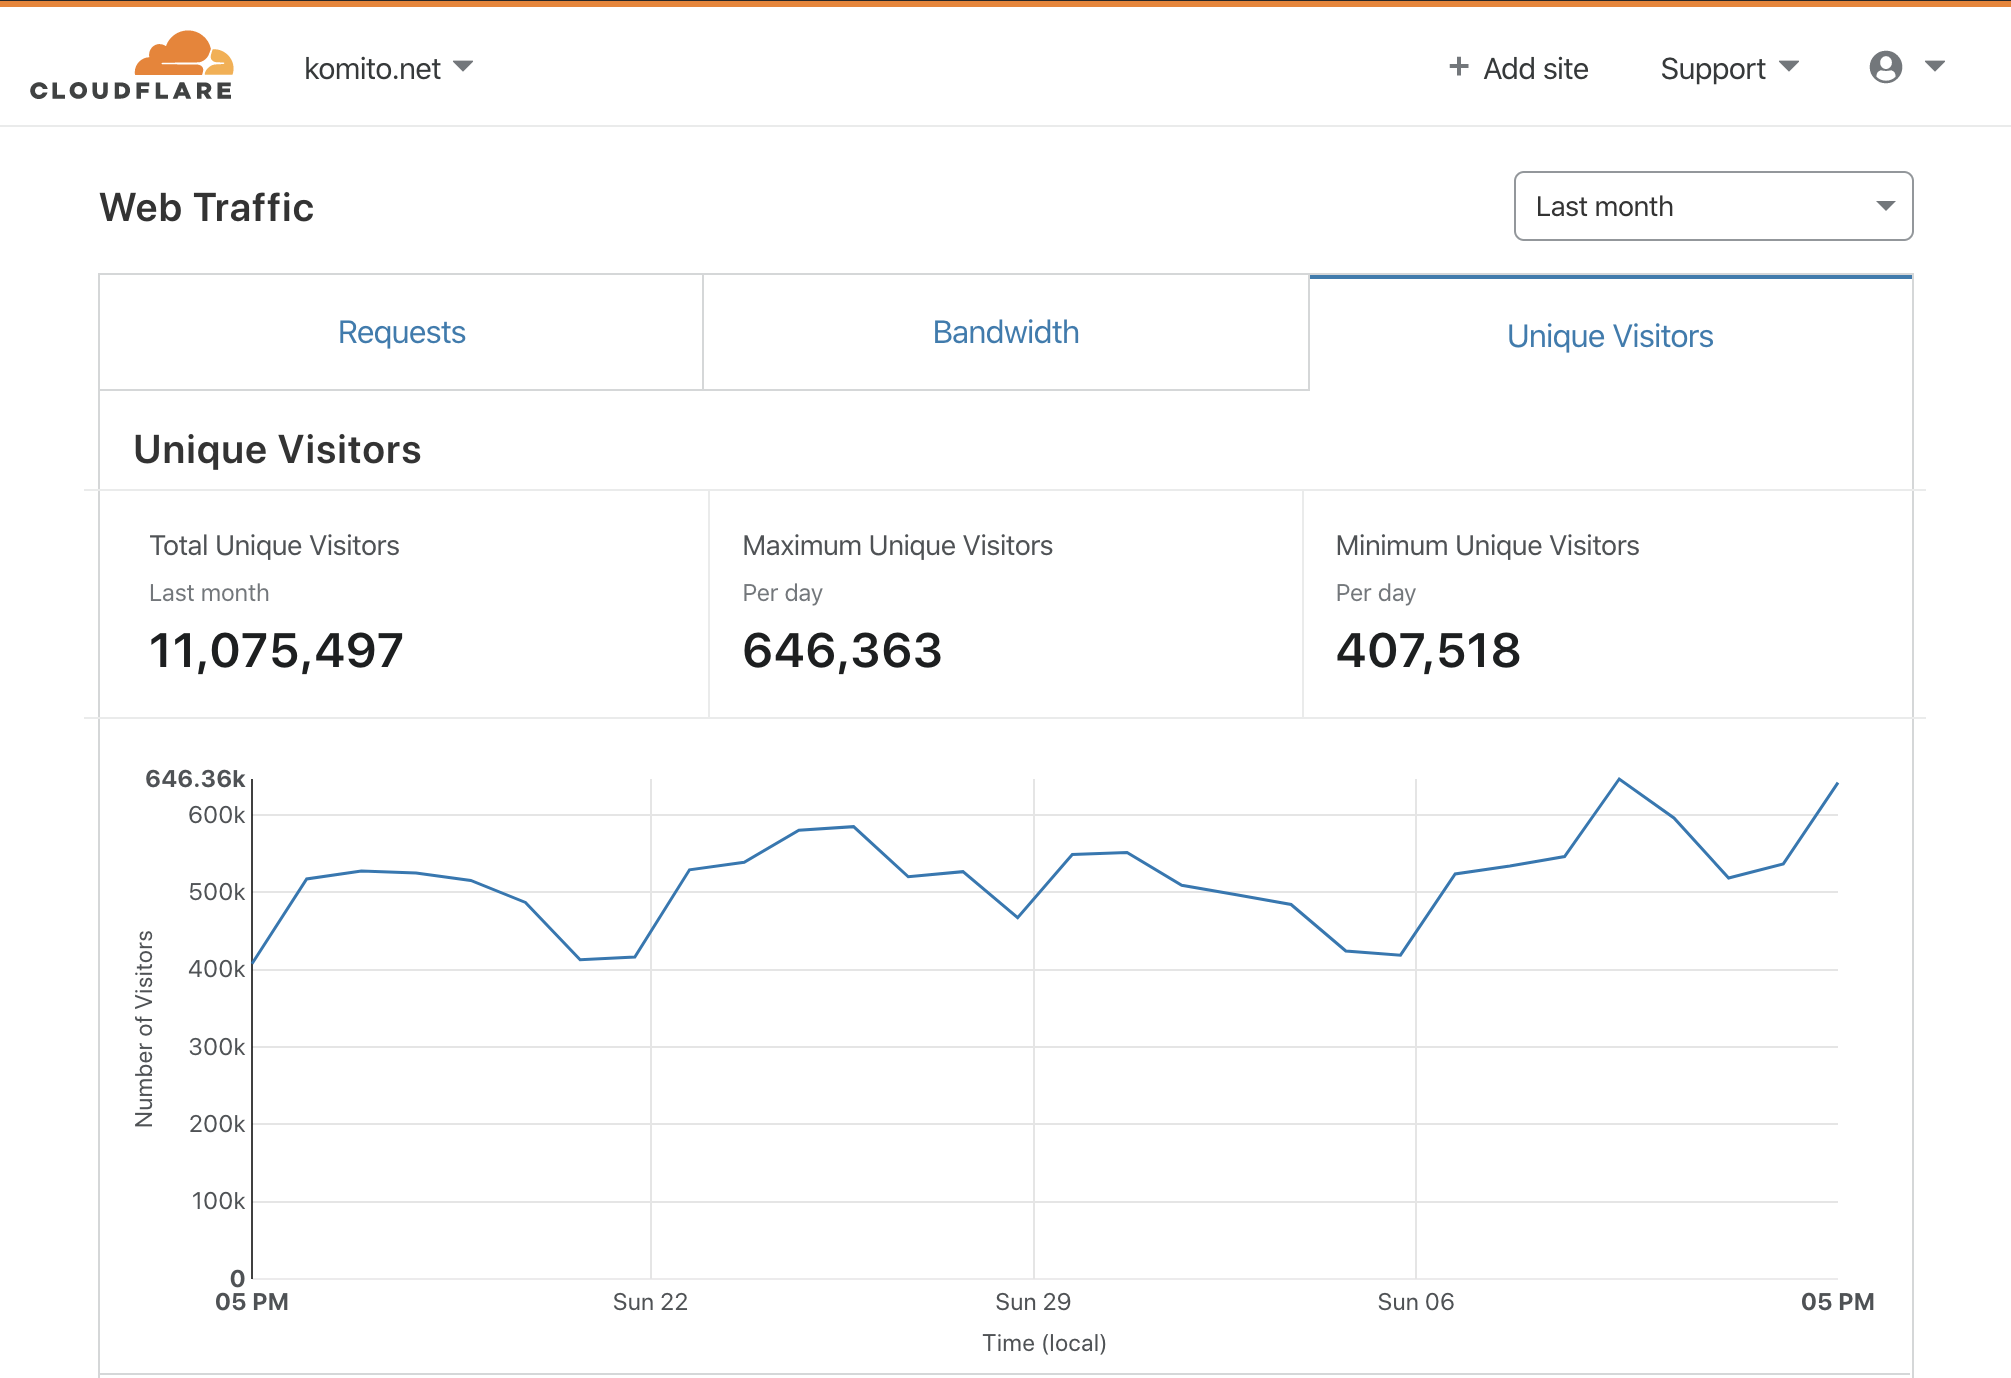 CLOUDFLARE
komito.net
+ Add site
Support
Web Traffic
Last month
Requests
Bandwidth
Unique Visitors
Unique Visitors
Total Unique Visitors
Last month
11,075,497
Maximum Unique Visitors
Per day
646,363
Minimum Unique Visitors
Per day
407,518
646.36k
600k
500k
400k
300k
200k
100k
0
Number of Visitors
05 PM
Sun 22
Sun 29
Sun 06
05 PM
Time (local)